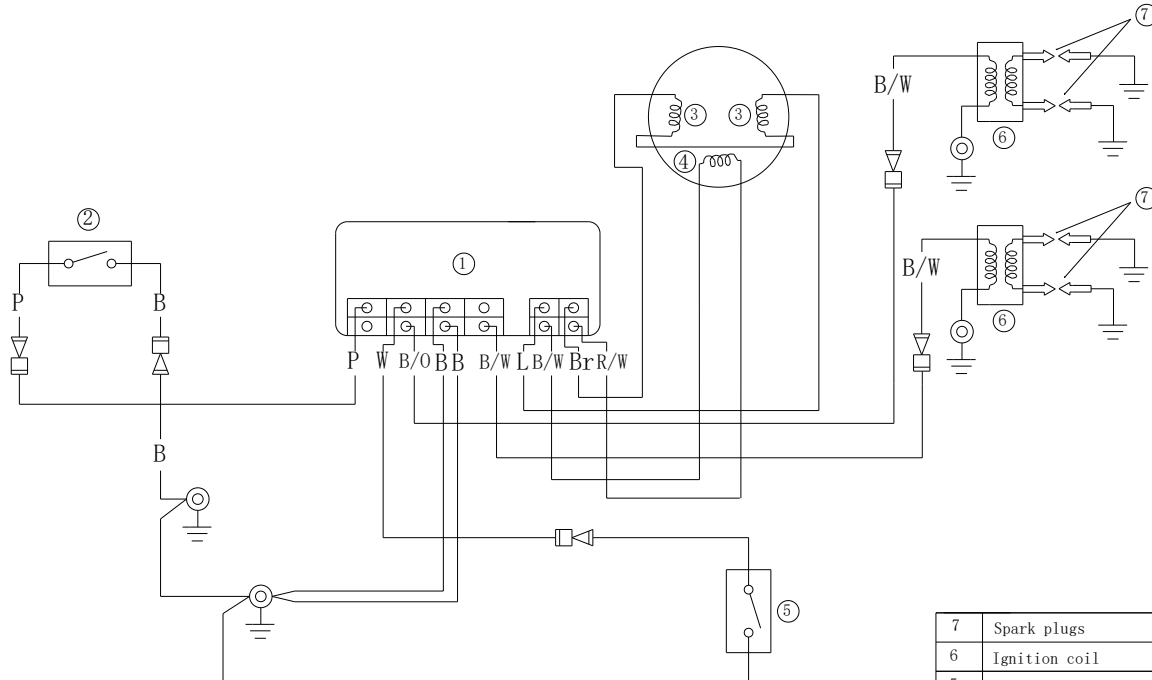 ⑦
B/W
③ ③
⑥
④
②
⑦
①
B/W
P B
⑥
P W B/O B B B/W L B/W Br R/W
B
⑤
7 Spark plugs
6 Ignition coil